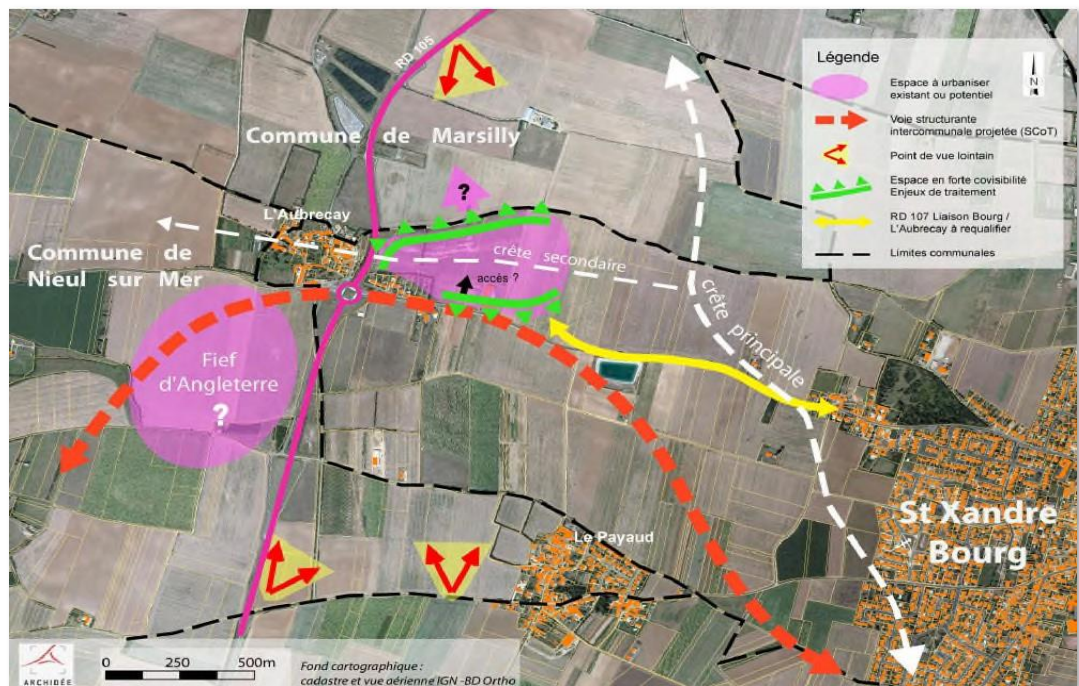 RD 105
Commune de Marsilly
?
L'Aubrecay
Commune de
Nieul sur Mer
crête secondaire
accès ?
crête principale
Fief
d'Angleterre
?
Le Payaud
St Xandre
Bourg
Légende
N
Espace à urbaniser
existant ou potentiel
Voie structurante
intercommunale projetée (SCoT)
Point de vue lointain
Espace en forte covisibilité
Enjeux de traitement
RD 107 Liaison Bourg /
L'Aubrecay à requalifier
Limites communales
ARCHIDÉE
0 250 500m
Fond cartographique :
cadastre et vue aérienne IGN -BD Ortho